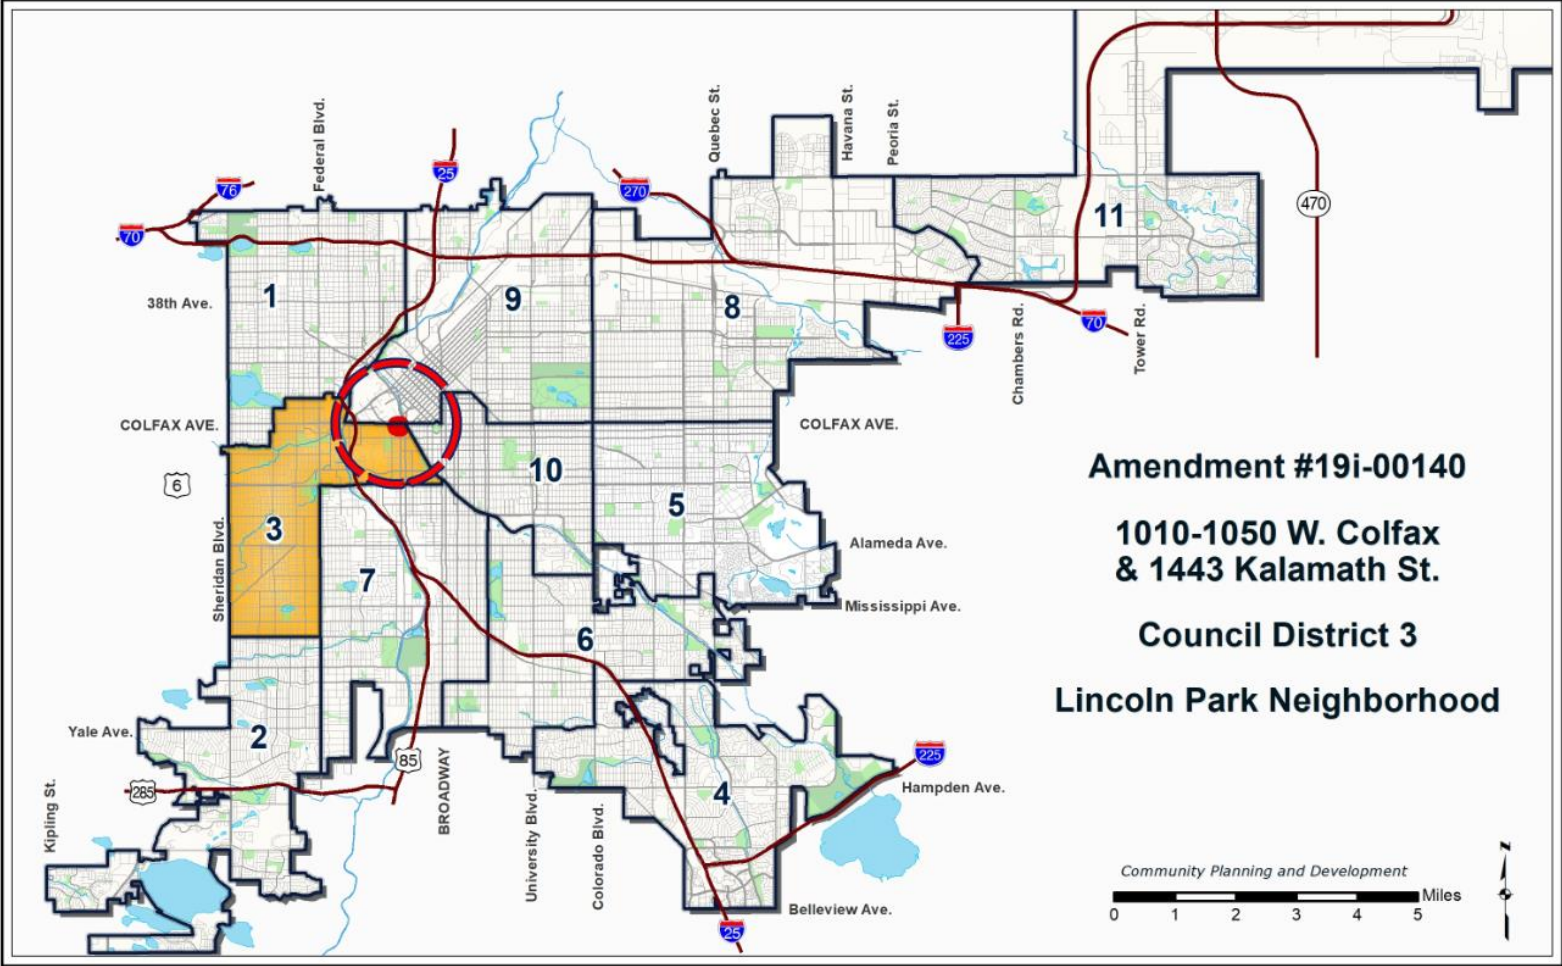 Federal Blvd.
Quebec St.
Havana St.
Peoria St.
76
25
270
70
470
11
1
9
8
38th Ave.
225
70
Chambers Rd.
Tower Rd.
COLFAX AVE.
COLFAX AVE.
6
10
5
3
Sheridan Blvd.
7
Alameda Ave.
Mississippi Ave.
6
2
Yale Ave.
85
285
Kipling St.
BROADWAY
University Blvd.
Colorado Blvd.
4
225
Hampden Ave.
Belleview Ave.
25
Amendment #19i-00140
1010-1050 W. Colfax
& 1443 Kalamath St.
Council District 3
Lincoln Park Neighborhood
Community Planning and Development
Miles
0 1 2 3 4 5
N